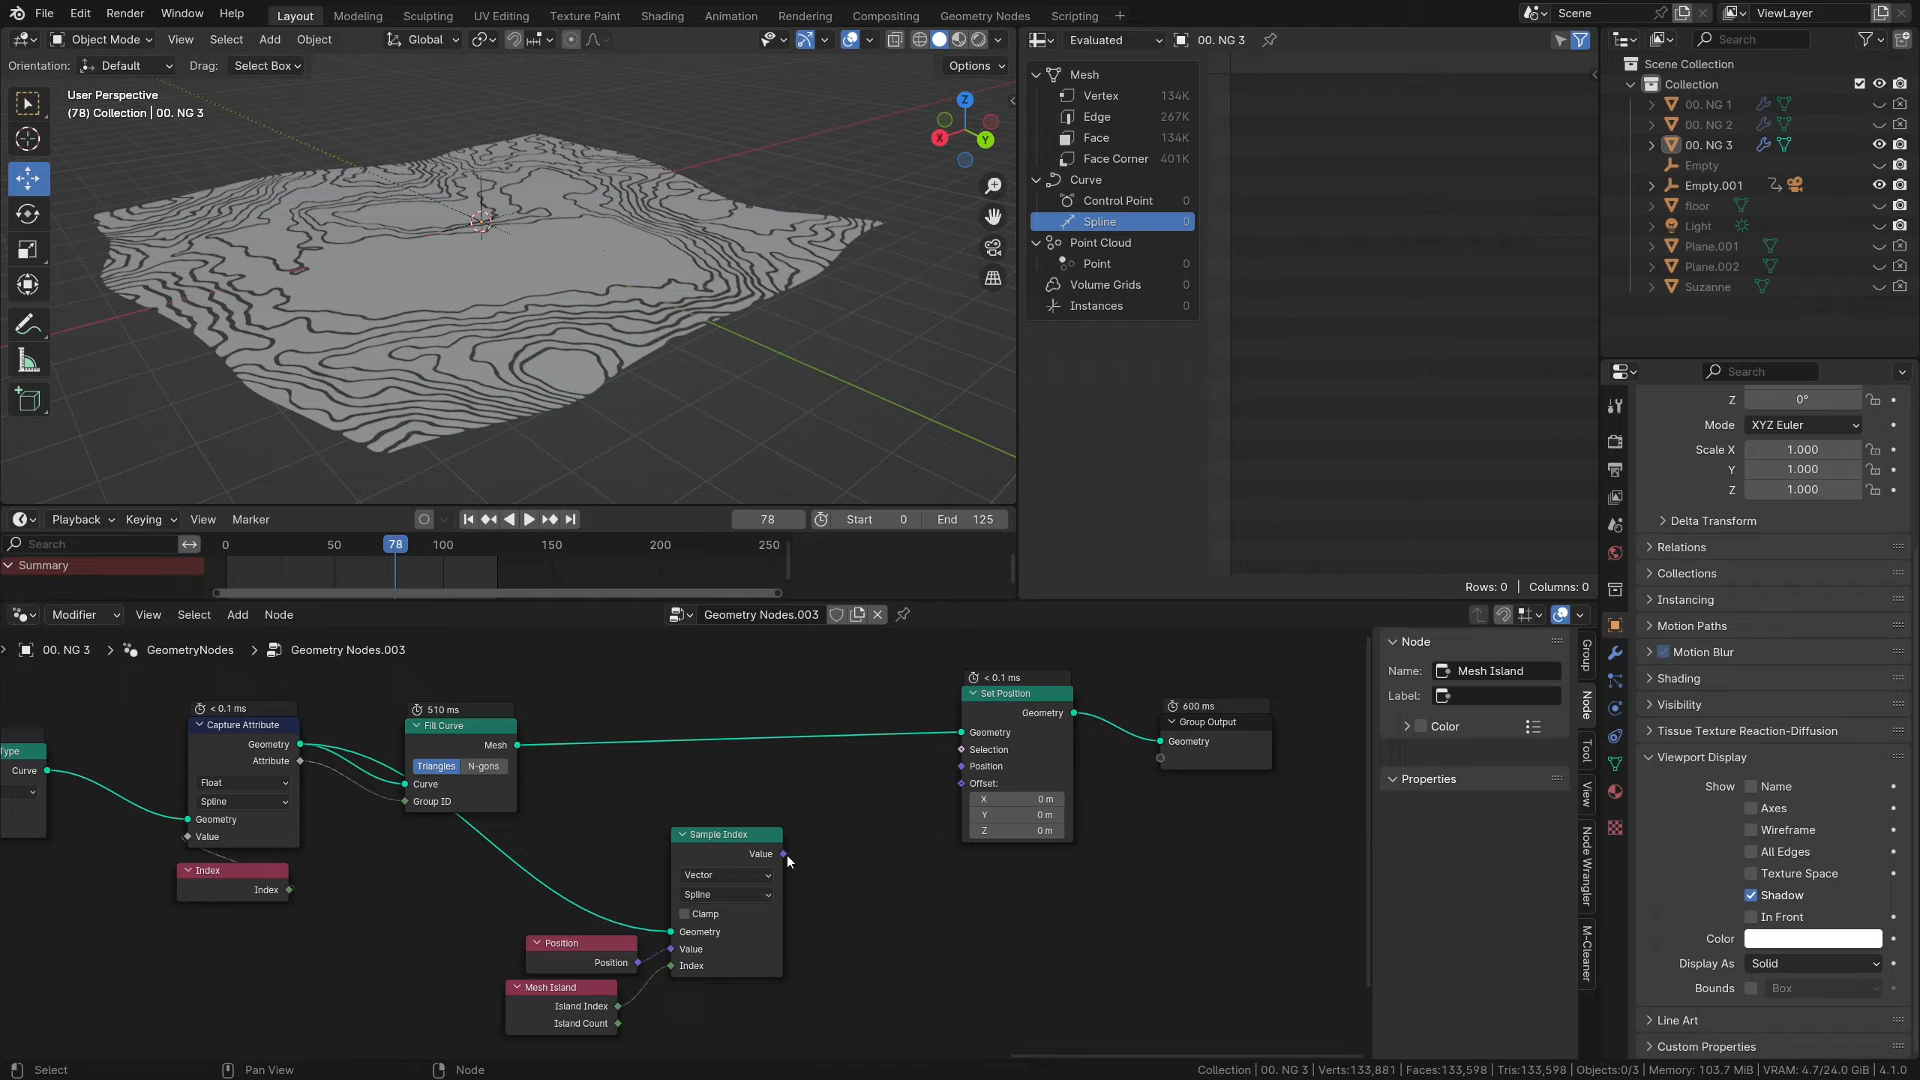 File Edit Render Window Help Layout Modeling Sculpting UV Editing Texture Paint Shading Animation Rendering Compositing Geometry Nodes Scripting + Scene ViewLayer
Object Mode View Select Add Object Global
Evaluated 00. NG 3
Search
Orientation: Default Drag: Select Box Options
User Perspective
(78) Collection | 00. NG 3
Z
X
Y
Mesh
Vertex 134K
Edge 267K
Face 134K
Face Corner 401K
Curve
Control Point 0
Spline 0
Point Cloud
Point 0
Volume Grids 0
Instances 0
Rows: 0 | Columns: 0
Scene Collection
Collection
00. NG 1
00. NG 2
00. NG 3
Empty
Empty.001
floor
Light
Plane.001
Plane.002
Suzanne
Search
Z 0°
Mode XYZ Euler
Scale X 1.000
Y 1.000
Z 1.000
Delta Transform
Relations
Collections
Instancing
Motion Paths
Motion Blur
Shading
Visibility
Tissue Texture Reaction-Diffusion
Viewport Display
Show Name
Axes
Wireframe
All Edges
Texture Space
Shadow
In Front
Color
Display As Solid
Bounds Box
Line Art
Custom Properties
Playback Keying View Marker 78 Start 0 End 125
Search 0 50 78 100 150 200 250
Summary
Modifier View Select Add Node Geometry Nodes.003
00. NG 3 > GeometryNodes > Geometry Nodes.003
Type
Curve
< 0.1 ms
Capture Attribute
Geometry
Attribute
Float
Spline
Geometry
Value
Index
Index
510 ms
Fill Curve
Mesh
Triangles N-gons
Curve
Group ID
Sample Index
Value
Vector
Spline
Clamp
Geometry
Value
Index
Position
Position
Mesh Island
Island Index
Island Count
< 0.1 ms
Set Position
Geometry
Geometry
Selection
Position
Offset:
X 0 m
Y 0 m
Z 0 m
600 ms
Group Output
Geometry
Node
Name: Mesh Island
Label:
Color
Properties
Group
Node
Tool
View
Node Wrangler
M-Cleaner
Select Pan View Node Collection | 00. NG 3 | Verts:133,881 | Faces:133,598 | Tris:133,598 | Objects:0/3 | Memory: 103.7 MiB | VRAM: 4.7/24.0 GiB | 4.1.0